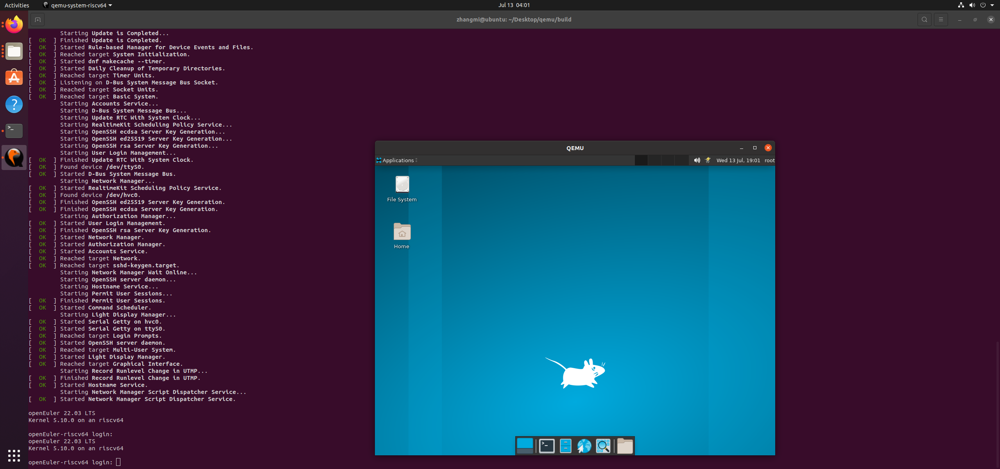 Activities
qemu-system-riscv64
Jul 13 04:01
zhangmi@ubuntu: ~/Desktop/qemu/build
Starting Update is Completed...
[ OK ] Finished Update is Completed.
[ OK ] Started Rule-based Manager for Device Events and Files.
[ OK ] Reached target System Initialization.
[ OK ] Started dnf makecache --timer.
[ OK ] Started Daily Cleanup of Temporary Directories.
[ OK ] Reached target Timer Units.
[ OK ] Listening on D-Bus System Message Bus Socket.
[ OK ] Reached target Socket Units.
[ OK ] Reached target Basic System.
Starting Accounts Service...
Starting D-Bus System Message Bus...
Starting Update RTC With System Clock...
Starting RealtimeKit Scheduling Policy Service...
Starting OpenSSH ecdsa Server Key Generation...
Starting OpenSSH ed25519 Server Key Generation...
Starting OpenSSH rsa Server Key Generation...
Starting User Login Management...
[ OK ] Finished Update RTC With System Clock.
[ OK ] Found device /dev/ttyS0.
[ OK ] Started D-Bus System Message Bus.
Starting Network Manager...
[ OK ] Started RealtimeKit Scheduling Policy Service.
[ OK ] Found device /dev/hvc0.
[ OK ] Finished OpenSSH ed25519 Server Key Generation.
[ OK ] Finished OpenSSH ecdsa Server Key Generation.
Starting Authorization Manager...
[ OK ] Started User Login Management.
[ OK ] Finished OpenSSH rsa Server Key Generation.
[ OK ] Started Network Manager.
[ OK ] Started Authorization Manager.
[ OK ] Started Accounts Service.
[ OK ] Reached target Network.
[ OK ] Reached target sshd-keygen.target.
Starting Network Manager Wait Online...
Starting OpenSSH server daemon...
Starting Hostname Service...
Starting Permit User Sessions...
[ OK ] Finished Permit User Sessions.
[ OK ] Started Command Scheduler.
Starting Light Display Manager...
[ OK ] Started Serial Getty on hvc0.
[ OK ] Started Serial Getty on ttyS0.
[ OK ] Reached target Login Prompts.
[ OK ] Started OpenSSH server daemon.
[ OK ] Reached target Multi-User System.
[ OK ] Started Light Display Manager.
[ OK ] Reached target Graphical Interface.
Starting Record Runlevel Change in UTMP...
[ OK ] Finished Record Runlevel Change in UTMP.
[ OK ] Started Hostname Service.
Starting Network Manager Script Dispatcher Service...
[ OK ] Started Network Manager Script Dispatcher Service.
openEuler 22.03 LTS
Kernel 5.10.0 on an riscv64
openEuler-riscv64 login:
openEuler 22.03 LTS
Kernel 5.10.0 on an riscv64
openEuler-riscv64 login:
QEMU
Applications
Wed 13 Jul, 19:01
root
File System
Home